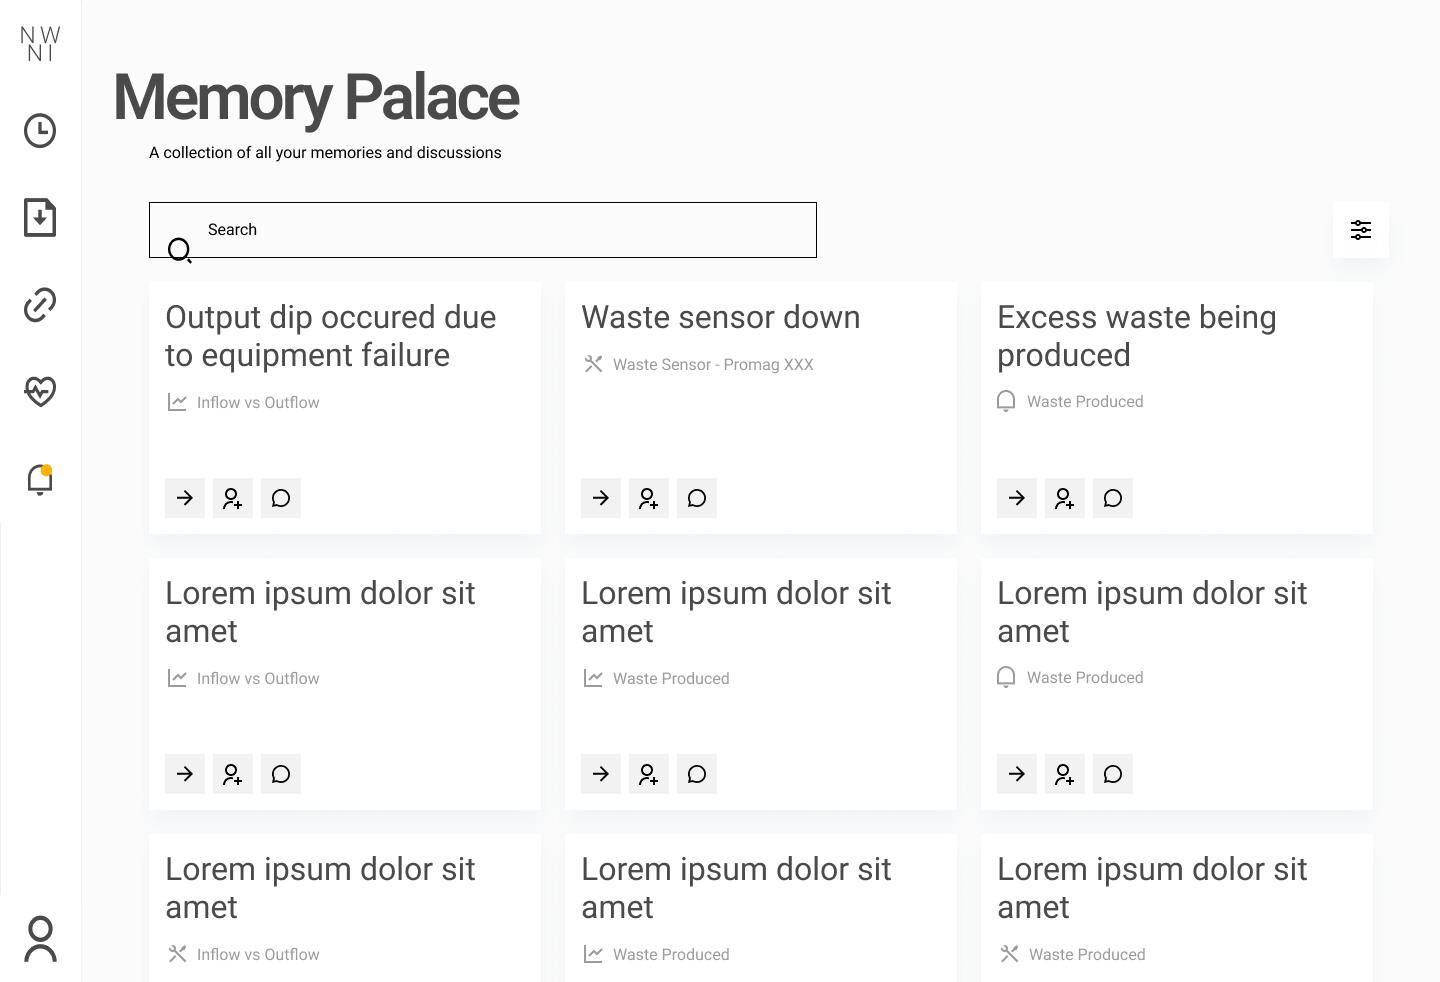 NW
NI
Memory Palace
A collection of all your memories and discussions
Search
Output dip occured due
to equipment failure
Inflow vs Outflow
Waste sensor down
Waste Sensor - Promag XXX
Excess waste being
produced
Waste Produced
Lorem ipsum dolor sit
amet
Inflow vs Outflow
Lorem ipsum dolor sit
amet
Waste Produced
Lorem ipsum dolor sit
amet
Waste Produced
Lorem ipsum dolor sit
amet
Inflow vs Outflow
Lorem ipsum dolor sit
amet
Waste Produced
Lorem ipsum dolor sit
amet
Waste Produced